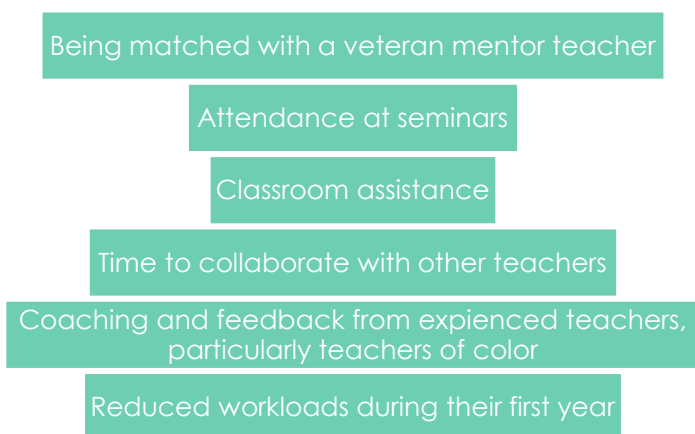 Being matched with a veteran mentor teacher
Attendance at seminars
Classroom assistance
Time to collaborate with other teachers
Coaching and feedback from expienced teachers,
particularly teachers of color
Reduced workloads during their first year